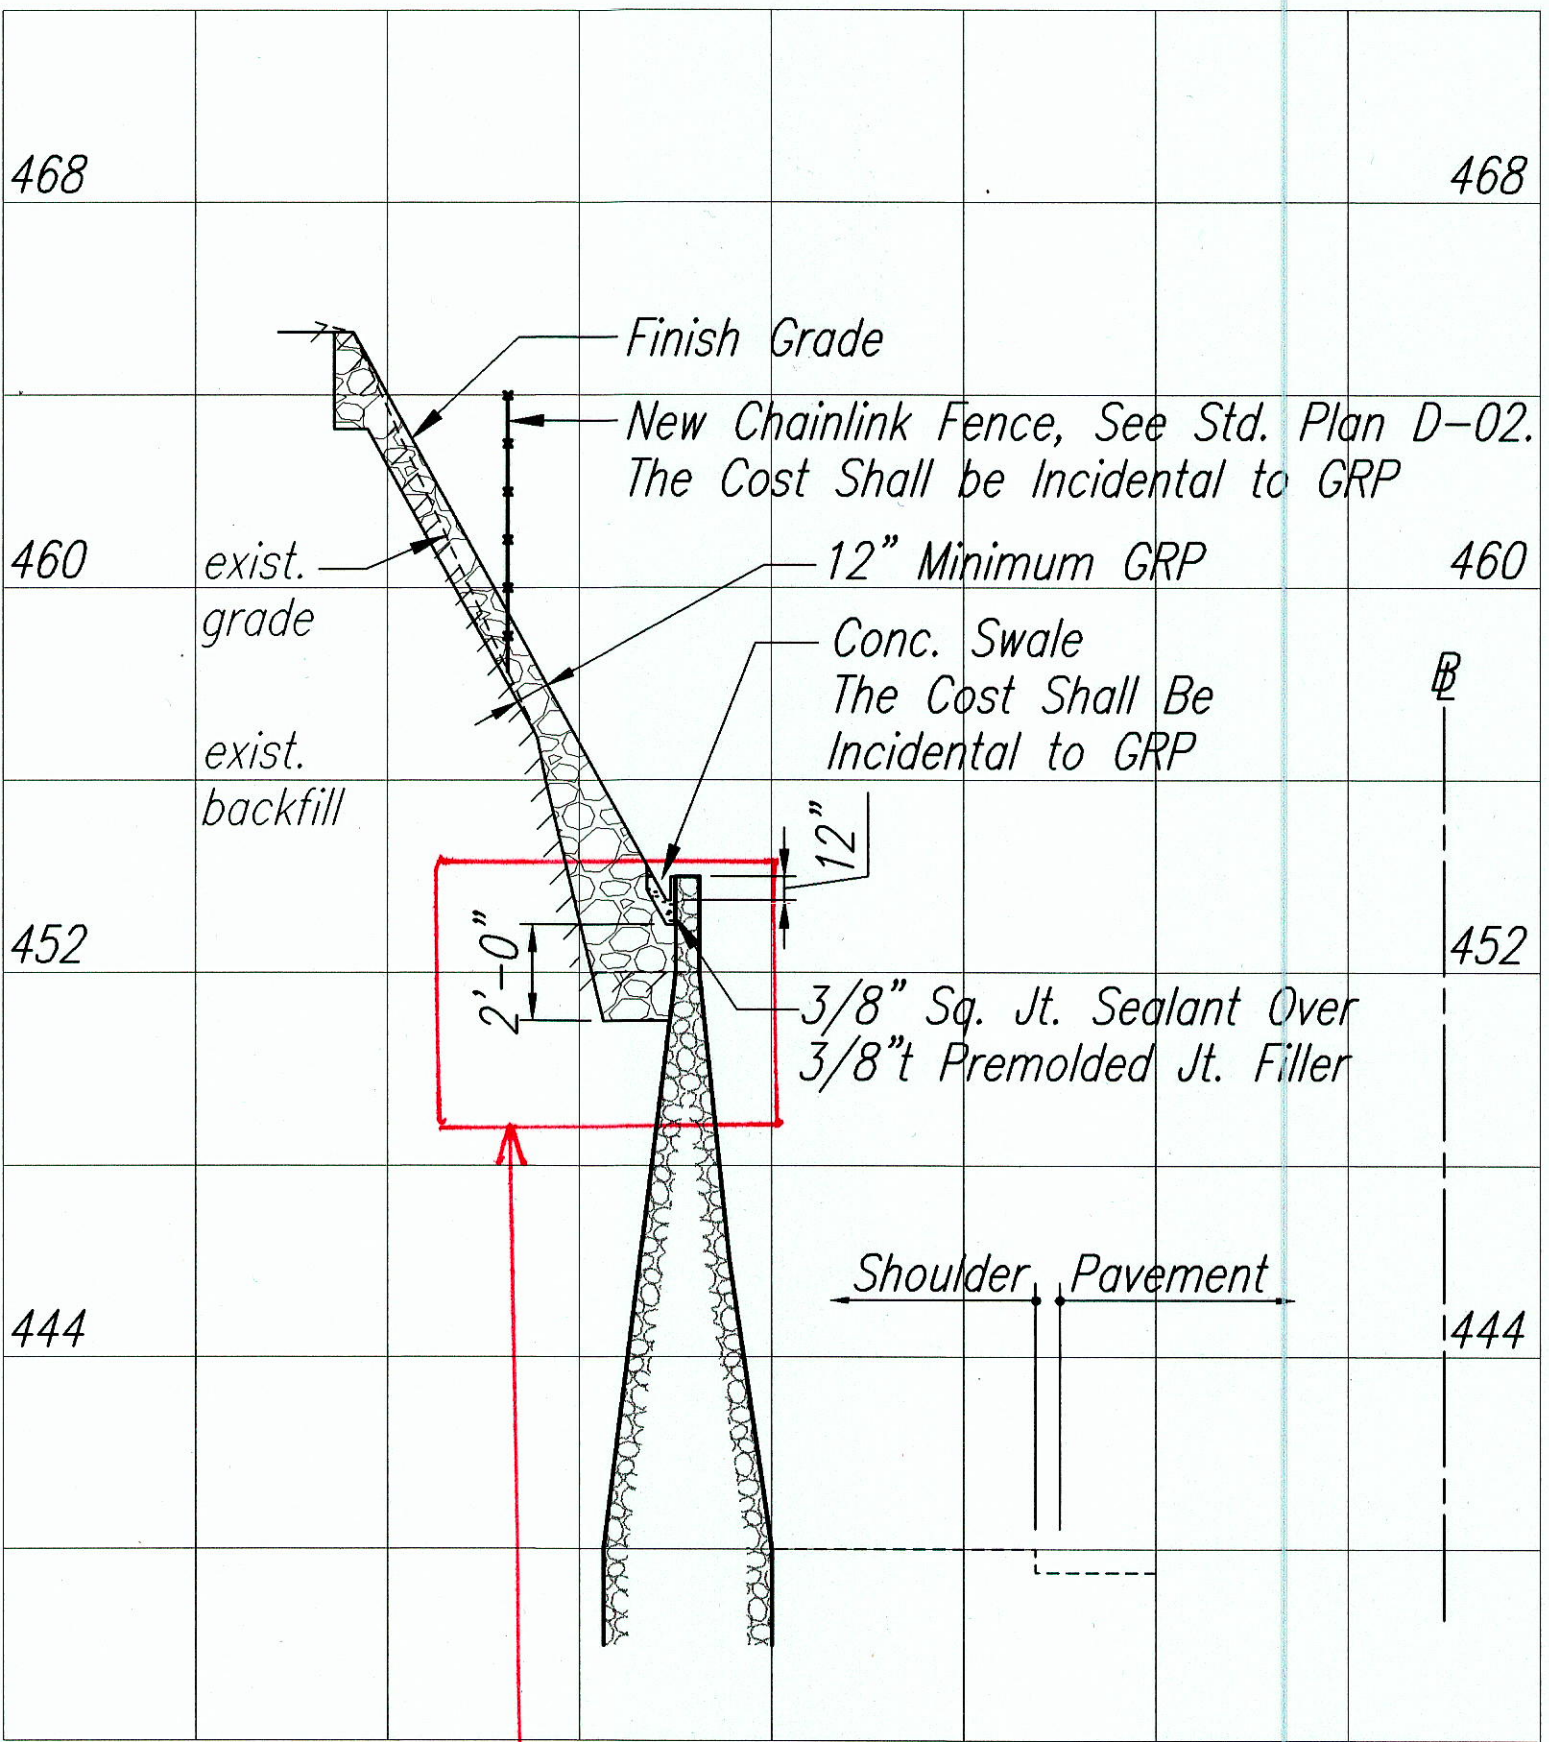 468
468
Finish Grade
New Chainlink Fence, See Std. Plan D-02.
The Cost Shall be Incidental to GRP
460
exist.
grade
12" Minimum GRP
460
Conc. Swale
The Cost Shall Be
Incidental to GRP
exist.
backfill
12"
452
2'-0"
452
3/8" Sq. Jt. Sealant Over
3/8"t Premolded Jt. Filler
Shoulder
Pavement
444
444